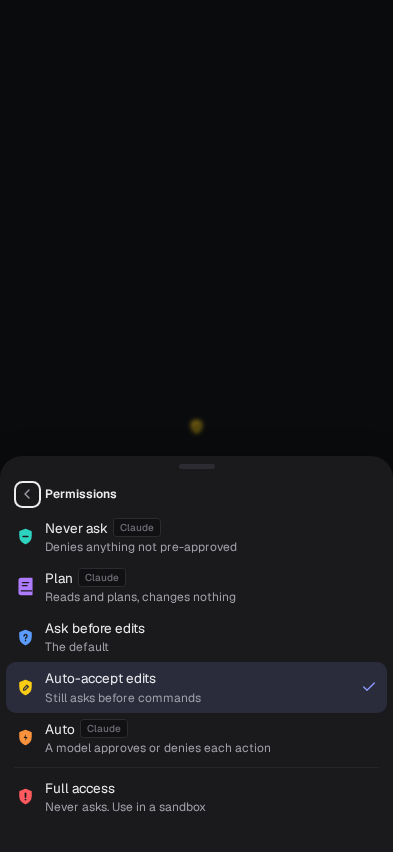 Permissions
Never ask Claude
Denies anything not pre-approved
Plan Claude
Reads and plans, changes nothing
Ask before edits
The default
Auto-accept edits
Still asks before commands
Auto Claude
A model approves or denies each action
Full access
Never asks. Use in a sandbox